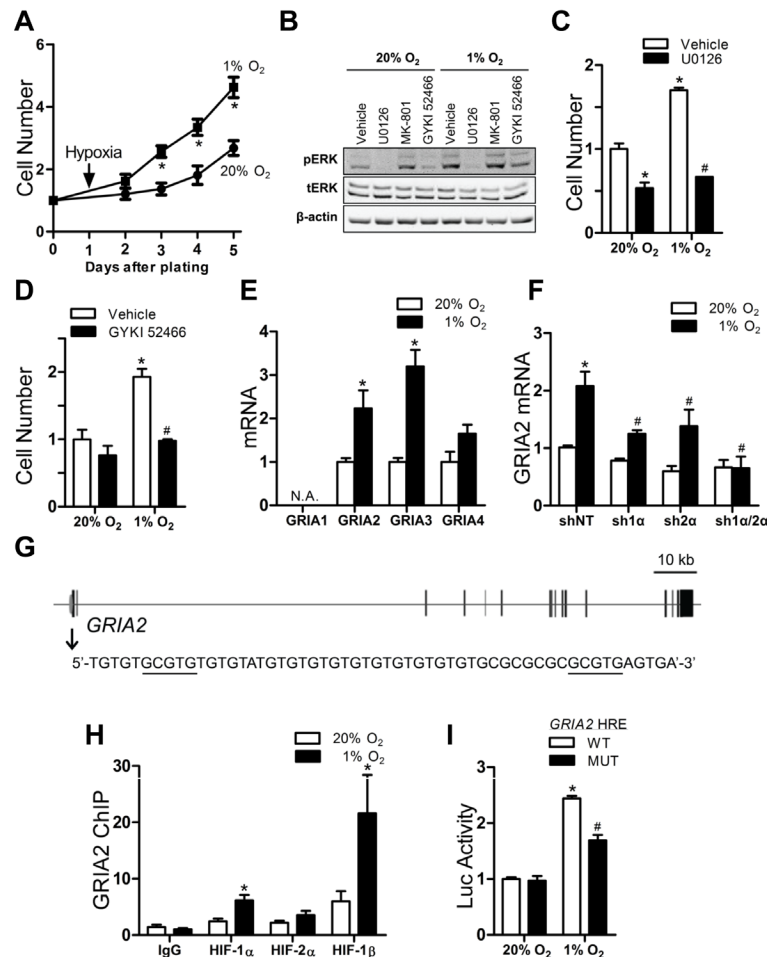 A
Cell Number
6
4
2
0
1% O2
*
*
*
Hypoxia
20% O2
0 1 2 3 4 5
Days after plating
B
20% O2 1% O2
Vehicle U0126 MK-801 GYKI 52466 Vehicle U0126 MK-801 GYKI 52466
pERK
tERK
β-actin
C
Vehicle
U0126
Cell Number
2
1
0
*
*
#
20% O2 1% O2
D
Vehicle
GYKI 52466
Cell Number
2
1
0
*
#
20% O2 1% O2
E
20% O2
1% O2
mRNA
4
3
2
1
0
N.A.
*
*
GRIA1 GRIA2 GRIA3 GRIA4
F
20% O2
1% O2
GRIA2 mRNA
3
2
1
0
*
#
#
#
shNT sh1α sh2α sh1α/2α
G
10 kb
GRIA2
5'-TGTGTGCGTGTGTGTATGTGTGTGTGTGTGTGTGTGCGCGCGCGCGTGAGTGA'-3'
H
20% O2
1% O2
GRIA2 ChIP
30
20
10
0
*
*
IgG HIF-1α HIF-2α HIF-1β
I
GRIA2 HRE
WT
MUT
Luc Activity
3
2
1
0
*
#
20% O2 1% O2